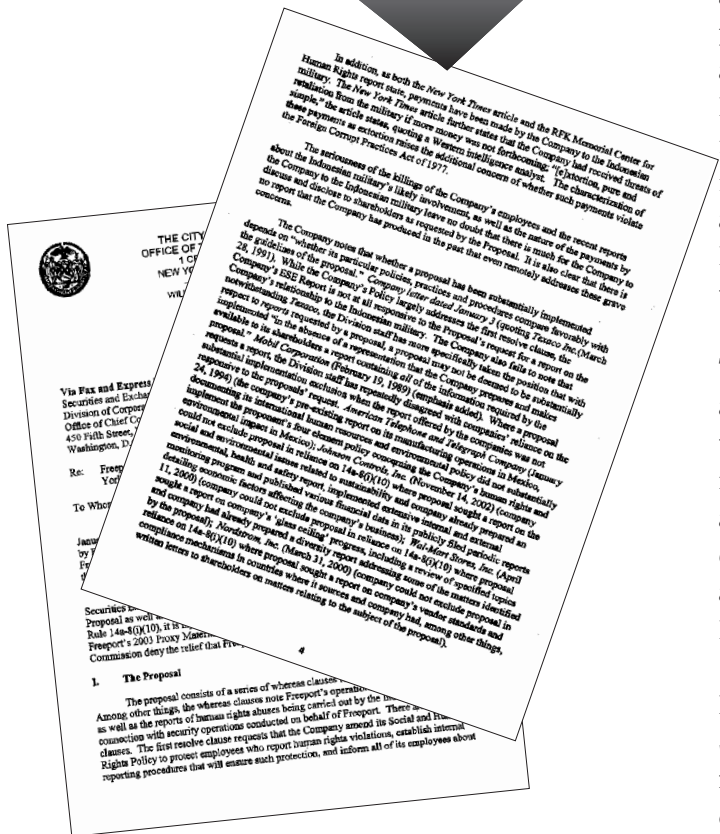 In addition, as both the New York Times article and the RFK Memorial Center for
Human Rights report state, payments have been made by the Company to the Indonesian
military. The New York Times article further states that the Company had received threats of
retaliation from the military if more money was not forthcoming: "[e]xtortion, pure and
simple," the article states, quoting a Western intelligence analyst. The characterization of
these payments as extortion raises the additional concern of whether such payments violate
the Foreign Corrupt Practices Act of 1977.
The seriousness of the killings of the Company's employees and the recent reports
about the Indonesian military's likely involvement, as well as the nature of the payments by
the Company to the Indonesian military leave no doubt that there is much for the Company to
discuss and disclose to shareholders as requested by the Proposal. It is also clear that there is
no report that the Company has produced in the past that even remotely addresses these grave
concerns.
The Company notes that whether a proposal has been substantially implemented
depends on "whether its particular policies, practices and procedures compare favorably with
the guidelines of the proposal." Company letter dated January 3 (quoting Texaco Inc. (March
28, 1991). While the Company's Policy largely addresses the first resolve clause, the
Company's ESE Report is not at all responsive to the Proposal's request for a report on the
Company's relationship to the Indonesian military. The Company also fails to note that
notwithstanding Texaco, the Division staff has more specifically taken the position that with
respect to reports requested by a proposal, a proposal may not be deemed to be substantially
implemented "in the absence of a representation that the Company prepares and makes
available to its shareholders a report containing all of the information required by the
proposal." Mobil Corporation (February 19, 1989) (emphasis added). Where a proposal
requests a report, the Division staff has repeatedly disagreed with companies' reliance on the
substantial implementation exclusion when the report offered by the companies was not
responsive to the proposals' request. American Telephone and Telegraph Company (January
24, 1994) (the company's pre-existing report on its manufacturing operations in Mexico,
documenting its international human resources and environmental policy did not substantially
implement the proponent's four element policy concerning the Company's human rights and
environmental impact in Mexico); Johnson Controls, Inc. (November 14, 2002) (company
could not exclude proposal in reliance on 14a-8(i)(10) where proposal sought a report on the
social and environmental issues related to sustainability and company already prepared an
environmental, health and safety report, implemented extensive internal and external
monitoring program and published various financial data in its publicly filed periodic reports
detailing economic factors affecting the company's business); Wal-Mart Stores, Inc. (April
11, 2000) (company could not exclude proposal in reliance on 14a-8(i)(10) where proposal
sought a report on company's 'glass ceiling' progress, including a review of specified topics
and company had already prepared a diversity report addressing some of the matters identified
by the proposal); Nordstrom, Inc. (March 31, 2000) (company could not exclude proposal in
reliance on 14a-8(i)(10) where proposal sought a report on company's vendor standards and
compliance mechanisms in countries where it sources and company had, among other things,
written letters to shareholders on matters relating to the subject of the proposal).
4
THE CITY
OFFICE OF
1 C
NEW YO
WIL
Via Fax and Express
Securities and Excha
Division of Corpor
Office of Chief Co
450 Fifth Street,
Washington, D.
Re: Freep
Yor
To Whor
Janu
by
Fr
Securities
Proposal as well
Rule 14a-8(i)(10), it is
Freeport's 2003 Proxy Mater
Commission deny the relief that
1. The Proposal
The proposal consists of a series of whereas clauses
Among other things, the whereas clauses note Freeport's operatio
as well as the reports of human rights abuses being carried out by the
connection with security operations conducted on behalf of Freeport. There
clauses. The first resolve clause requests that the Company amend its Social and Hu
Rights Policy to protect employees who report human rights violations, establish internal
reporting procedures that will ensure such protection, and inform all of its employees about